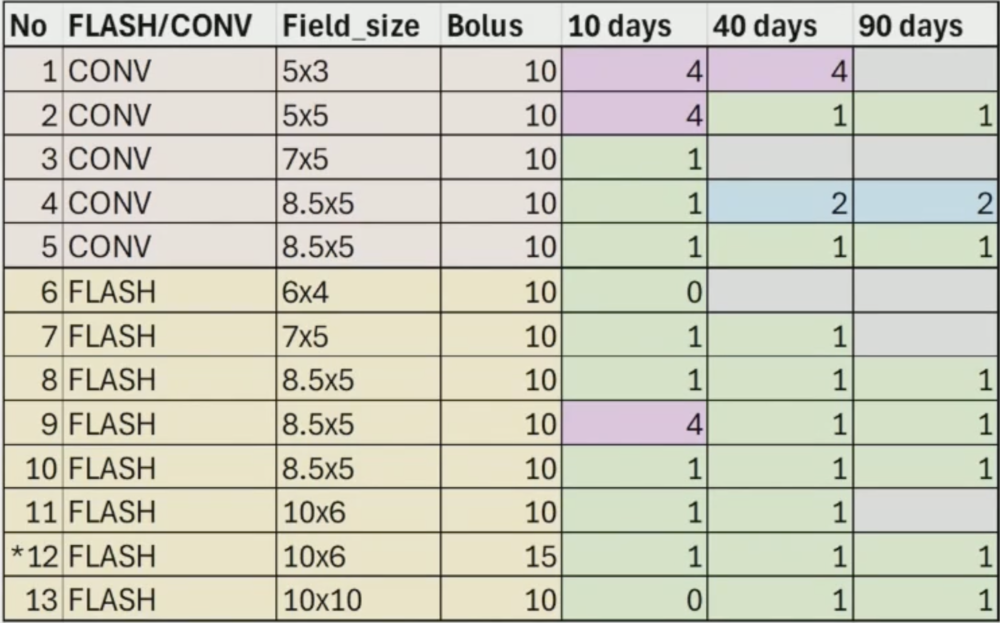 No FLASH/CONV Field_size Bolus 10 days 40 days 90 days
1 CONV 5x3 10 4 4
2 CONV 5x5 10 4 1 1
3 CONV 7x5 10 1
4 CONV 8.5x5 10 1 2 2
5 CONV 8.5x5 10 1 1 1
6 FLASH 6x4 10 0
7 FLASH 7x5 10 1 1
8 FLASH 8.5x5 10 1 1 1
9 FLASH 8.5x5 10 4 1 1
10 FLASH 8.5x5 10 1 1 1
11 FLASH 10x6 10 1 1
*12 FLASH 10x6 15 1 1 1
13 FLASH 10x10 10 0 1 1